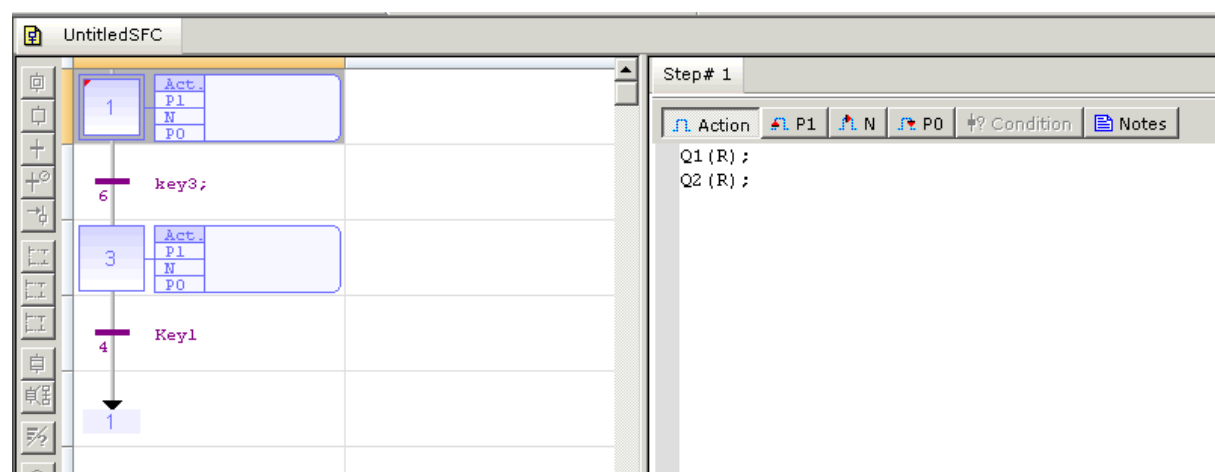 UntitledSFC
1
Act.
P1
N
P0
6 key3;
3
Act.
P1
N
P0
4 Key1
1
Step# 1
Action P1 N P0 Condition Notes
Q1(R);
Q2(R);